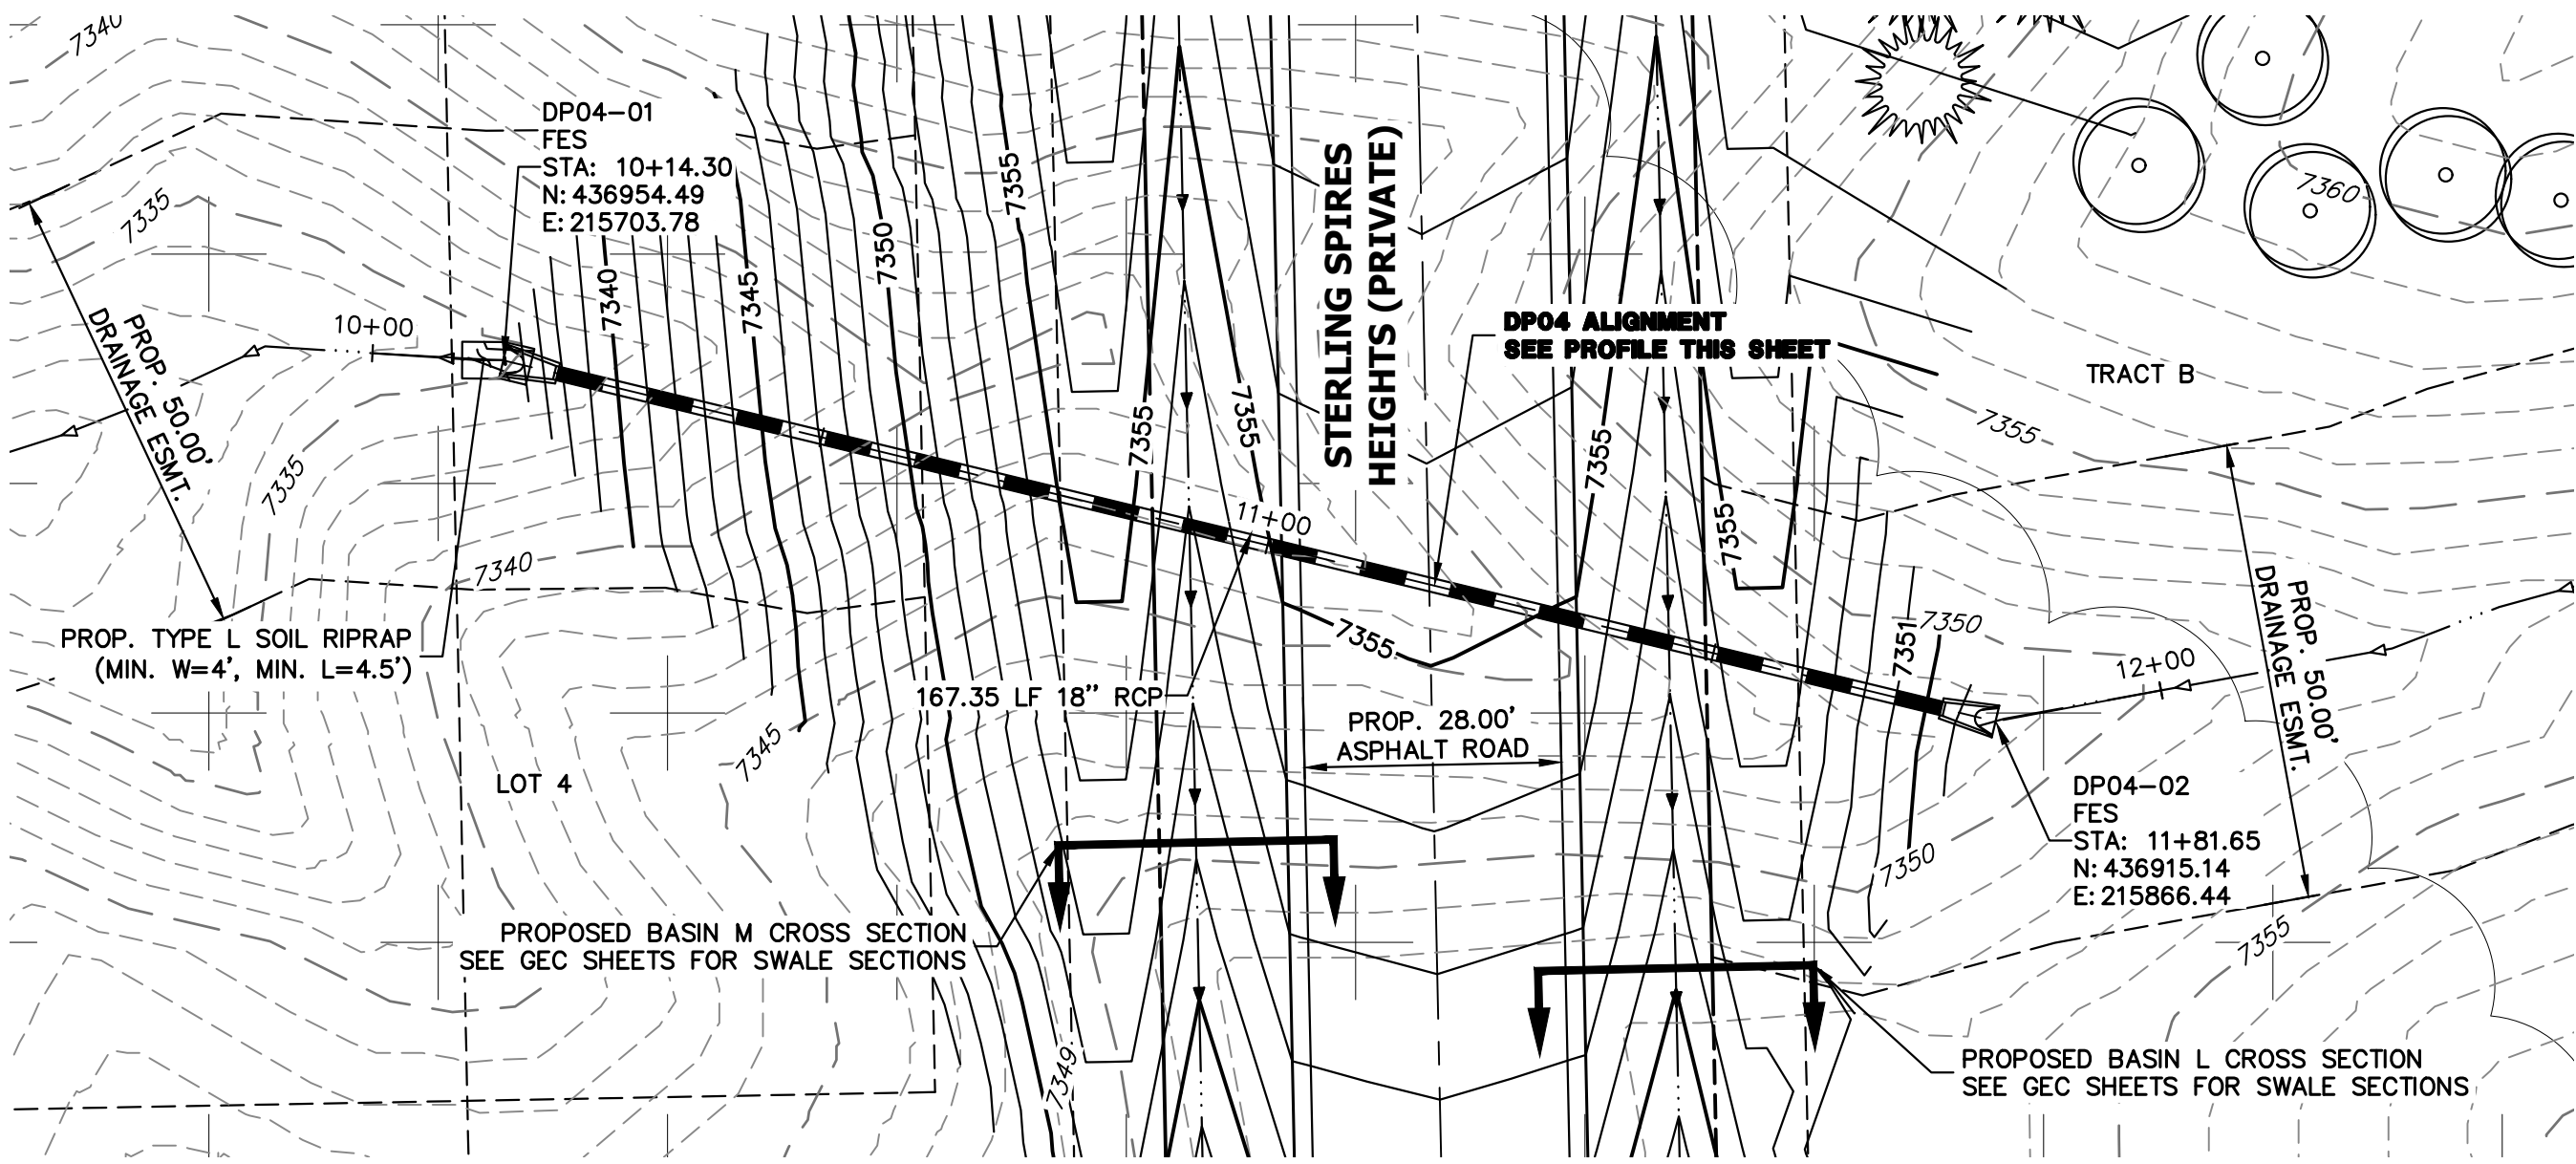 7340
DP04-01
FES
STA: 10+14.30
N: 436954.49
E: 215703.78
7335
7340
7345
7350
7355
STERLING SPIRES
HEIGHTS (PRIVATE)
7360
10+00
PROP. 50.00'
DRAINAGE ESMT.
7335
7355
7355
7355
7355
DP04 ALIGNMENT
SEE PROFILE THIS SHEET
TRACT B
7355
11+00
7340
PROP. TYPE L SOIL RIPRAP
(MIN. W=4', MIN. L=4.5')
7355
7351
7350
12+00
PROP. 50.00'
DRAINAGE ESMT.
167.35 LF 18" RCP
PROP. 28.00'
ASPHALT ROAD
7345
LOT 4
DP04-02
FES
STA: 11+81.65
N: 436915.14
E: 215866.44
7350
PROPOSED BASIN M CROSS SECTION
SEE GEC SHEETS FOR SWALE SECTIONS
7355
7349
PROPOSED BASIN L CROSS SECTION
SEE GEC SHEETS FOR SWALE SECTIONS